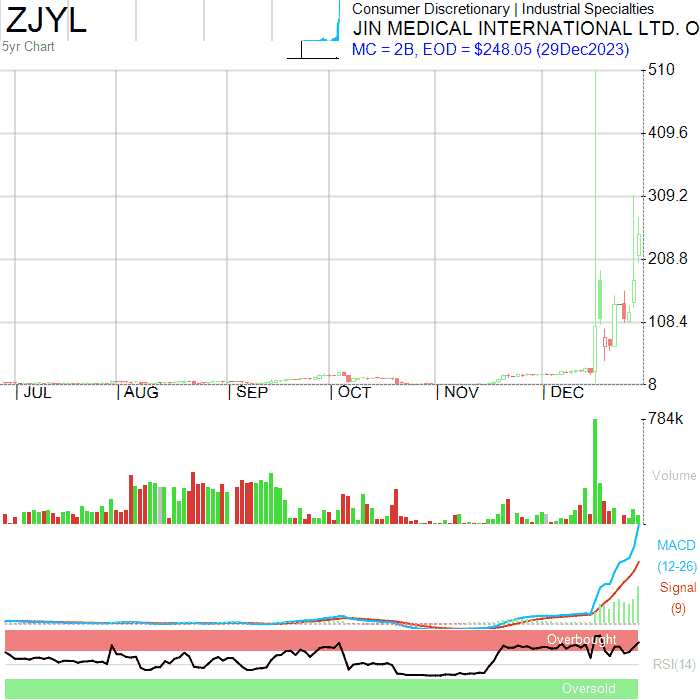 ZJYL
5yr Chart
Consumer Discretionary | Industrial Specialties
JIN MEDICAL INTERNATIONAL LTD. O
MC = 2B, EOD = $248.05 (29Dec2023)
510
409.6
309.2
208.8
108.4
8
JUL
AUG
SEP
OCT
NOV
DEC
784k
Volume
MACD
(12-26)
Signal
(9)
Overbought
RSI(14)
Oversold